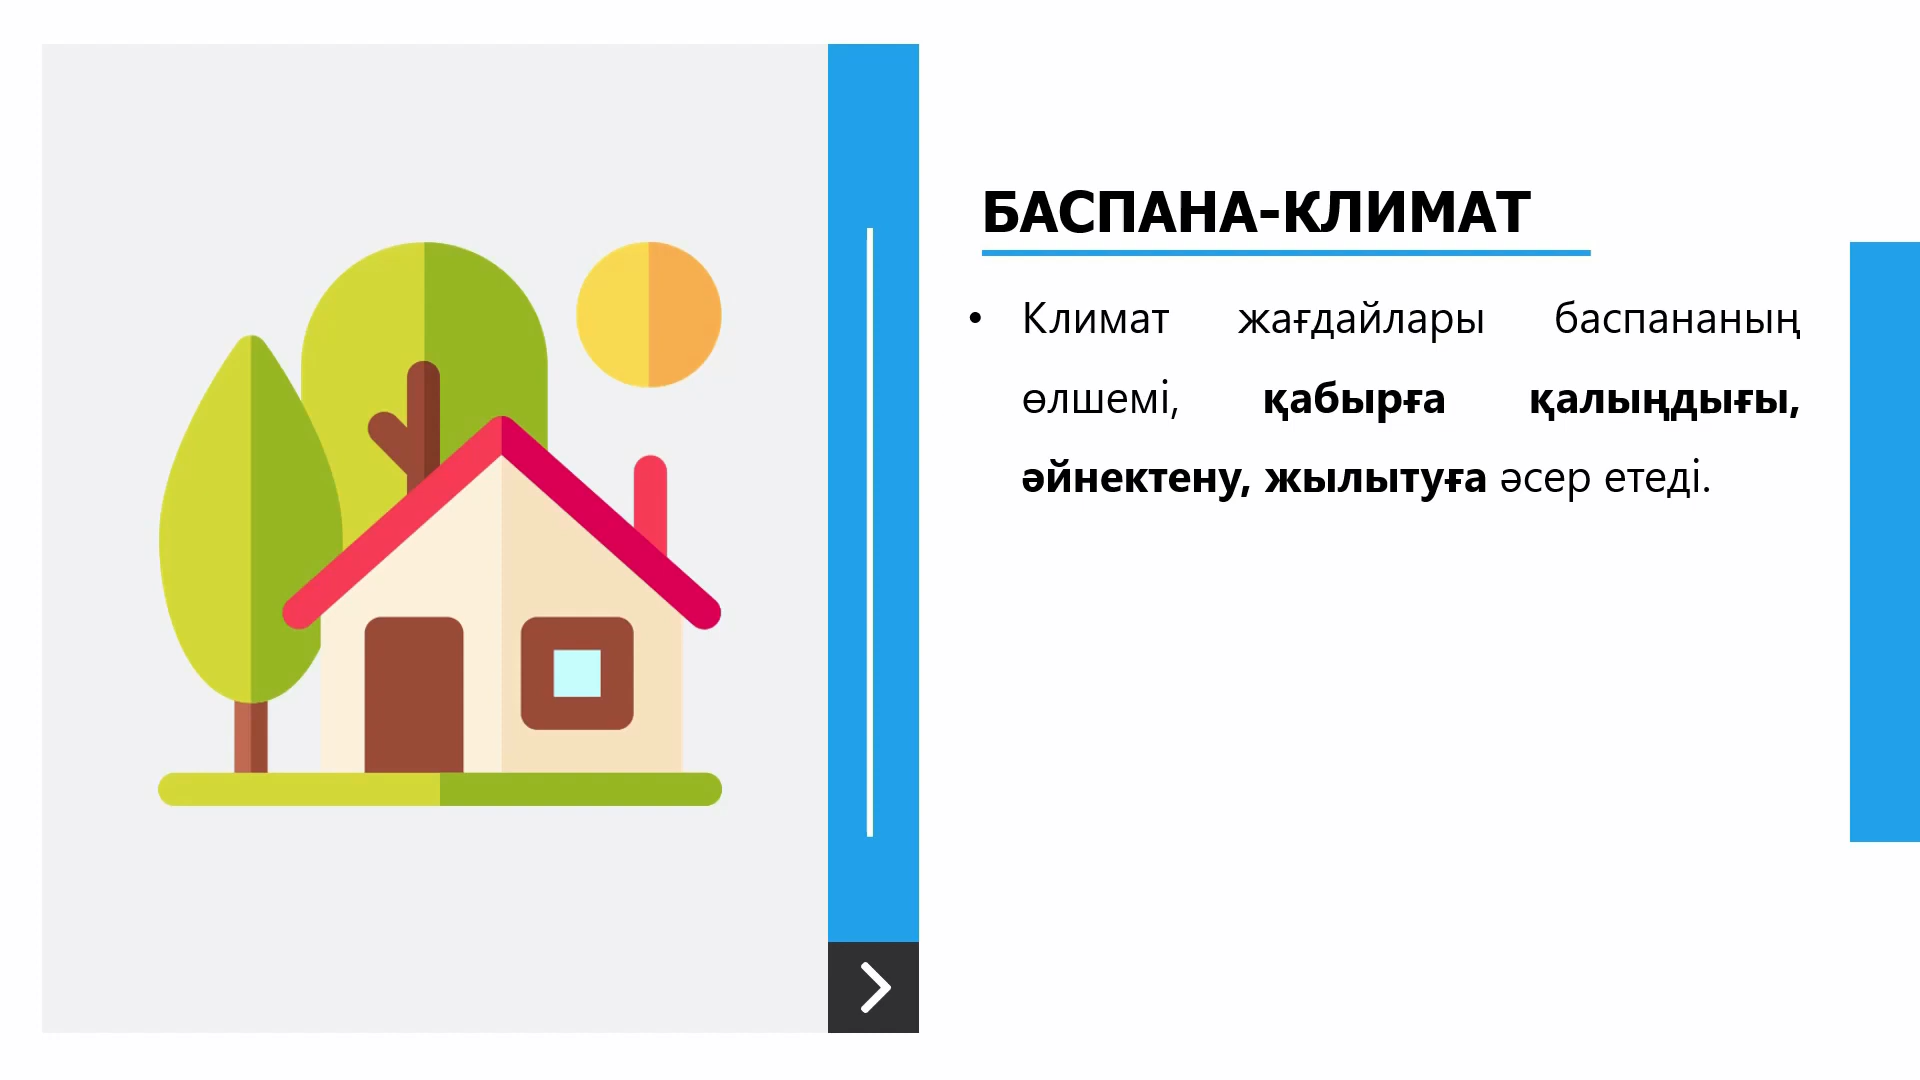 БАСПАНА-КЛИМАТ
• Климат жағдайлары баспананың
өлшемі, қабырға қалыңдығы,
әйнектену, жылытуға әсер етеді.